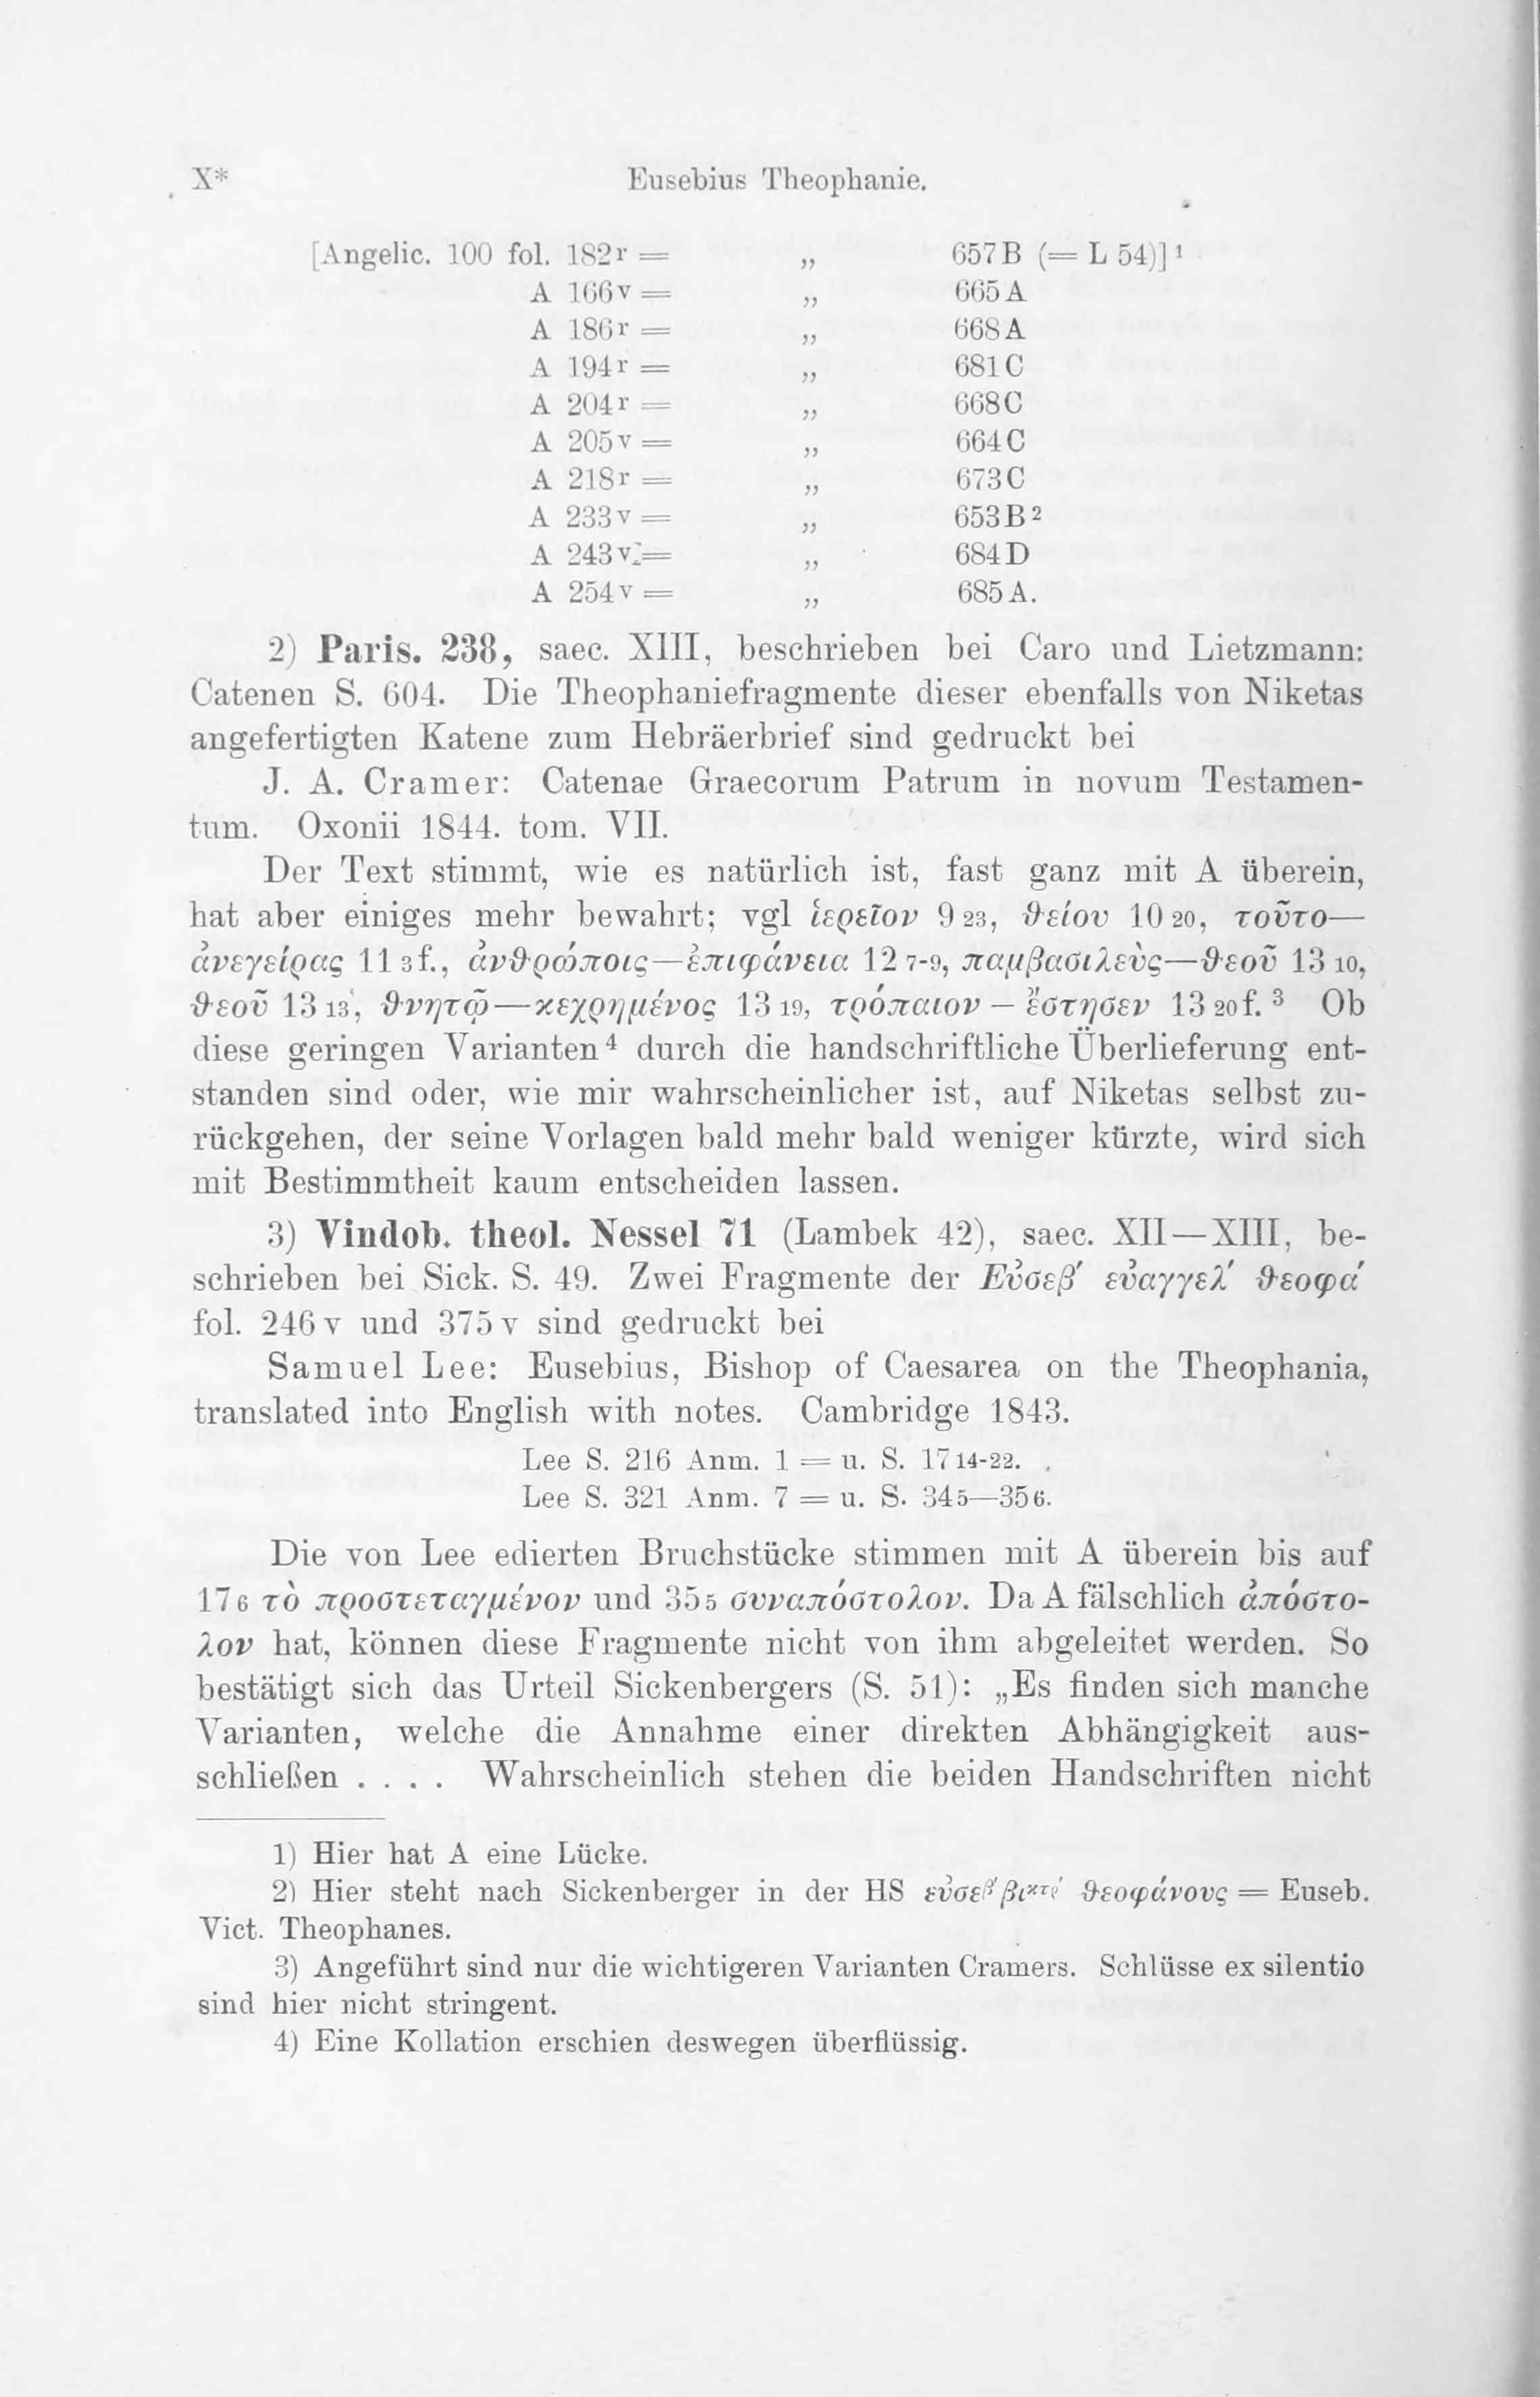 X* Eusebius Theophanie.
[Angelic. 100 fol. 182r = „ 657B (= L 54)] 1
A 166v = „ 665A
A 186r = „ 668A
A 194r = „ 681C
A 204r = „ 668C
A 205v = „ 664C
A 218r = „ 673C
A 233v = „ 653B 2
A 243v = „ 684D
A 254v = „ 685A.
2) Paris. 238, saec. XIII, beschrieben bei Caro und Lietzmann:
Catenen S. 604. Die Theophaniefragmente dieser ebenfalls von Niketas
angefertigten Katene zum Hebräerbrief sind gedruckt bei
J. A. Cramer: Catenae Graecorum Patrum in novum Testamen-
tum. Oxonii 1844. tom. VII.
Der Text stimmt, wie es natürlich ist, fast ganz mit A überein,
hat aber einiges mehr bewahrt; vgl ἱερεῖον 9 23, θείου 10 20, τοῦτο—
ἀνεγείρας 11 3 f., ἀνθρώποις—ἐπιφάνεια 12 7-9, παμβασιλεὺς—θεοῦ 13 10,
θεοῦ 13 13, θνητῷ—κεχρημένος 13 19, τρόπαιον – ἔστησεν 13 20 f. 3 Ob
diese geringen Varianten 4 durch die handschriftliche Überlieferung ent-
standen sind oder, wie mir wahrscheinlicher ist, auf Niketas selbst zu-
rückgehen, der seine Vorlagen bald mehr bald weniger kürzte, wird sich
mit Bestimmtheit kaum entscheiden lassen.
3) Vindob. theol. Nessel 71 (Lambek 42), saec. XII—XIII, be-
schrieben bei Sick. S. 49. Zwei Fragmente der Εὐσεβ′ εὐαγγελ′ θεοφά
fol. 246v und 375v sind gedruckt bei
Samuel Lee: Eusebius, Bishop of Caesarea on the Theophania,
translated into English with notes. Cambridge 1843.
Lee S. 216 Anm. 1 = u. S. 17 14-22.
Lee S. 321 Anm. 7 = u. S. 34 5—35 6.
Die von Lee edierten Bruchstücke stimmen mit A überein bis auf
17 6 τὸ προστεταγμένον und 35 5 συναπόστολον. Da A fälschlich ἀπόστο-
λον hat, können diese Fragmente nicht von ihm abgeleitet werden. So
bestätigt sich das Urteil Sickenbergers (S. 51): „Es finden sich manche
Varianten, welche die Annahme einer direkten Abhängigkeit aus-
schließen . . . . Wahrscheinlich stehen die beiden Handschriften nicht
1) Hier hat A eine Lücke.
2) Hier steht nach Sickenberger in der HS θεοφάνους = Euseb.
Vict. Theophanes.
3) Angeführt sind nur die wichtigeren Varianten Cramers. Schlüsse ex silentio
sind hier nicht stringent.
4) Eine Kollation erschien deswegen überflüssig.